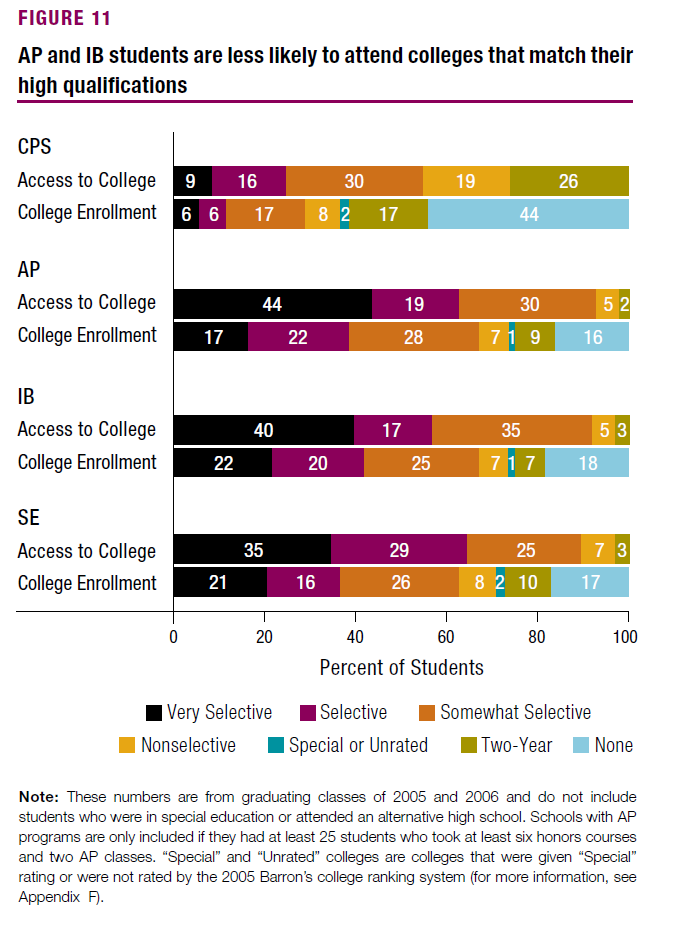 FIGURE 11
AP and IB students are less likely to attend colleges that match their
high qualifications
CPS
Access to College 9 16 30 19 26
College Enrollment 6 6 17 8 2 17 44
AP
Access to College 44 19 30 5 2
College Enrollment 17 22 28 7 1 9 16
IB
Access to College 40 17 35 5 3
College Enrollment 22 20 25 7 1 7 18
SE
Access to College 35 29 25 7 3
College Enrollment 21 16 26 8 2 10 17
0 20 40 60 80 100
Percent of Students
Very Selective Selective Somewhat Selective
Nonselective Special or Unrated Two-Year None
Note: These numbers are from graduating classes of 2005 and 2006 and do not include
students who were in special education or attended an alternative high school. Schools with AP
programs are only included if they had at least 25 students who took at least six honors courses
and two AP classes. “Special” and “Unrated” colleges are colleges that were given “Special”
rating or were not rated by the 2005 Barron’s college ranking system (for more information, see
Appendix F).